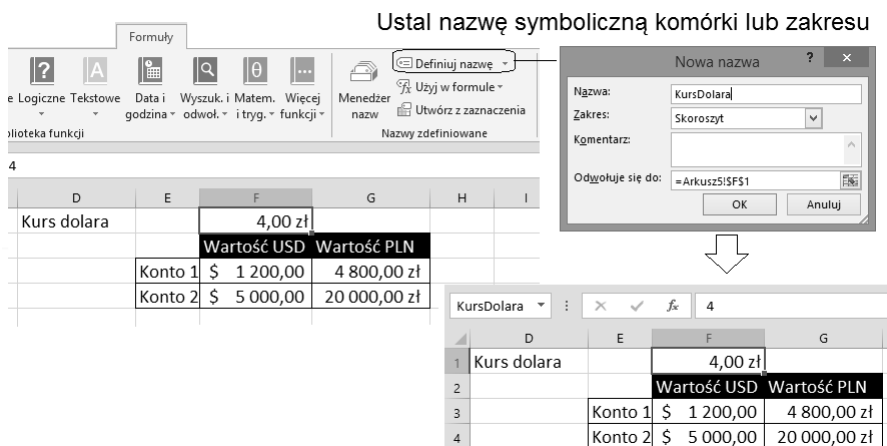 Ustal nazwę symboliczną komórki lub zakresu
Formuły
e Logiczne Tekstowe Data i godzina Wyszuk. i odwoł. Matem. i tryg. Więcej funkcji
blioteka funkcji
Menedżer nazw
Definiuj nazwę
Użyj w formule
Utwórz z zaznaczenia
Nazwy zdefiniowane
4
D E F G H I
Kurs dolara 4,00 zł
Wartość USD Wartość PLN
Konto 1 $ 1 200,00 4 800,00 zł
Konto 2 $ 5 000,00 20 000,00 zł
Nowa nazwa ? ×
Nazwa: KursDolara
Zakres: Skoroszyt
Komentarz:
Odwołuje się do: =Arkusz5!$F$1
OK Anuluj
KursDolara fx 4
D E F G
1 Kurs dolara 4,00 zł
2 Wartość USD Wartość PLN
3 Konto 1 $ 1 200,00 4 800,00 zł
4 Konto 2 $ 5 000,00 20 000,00 zł